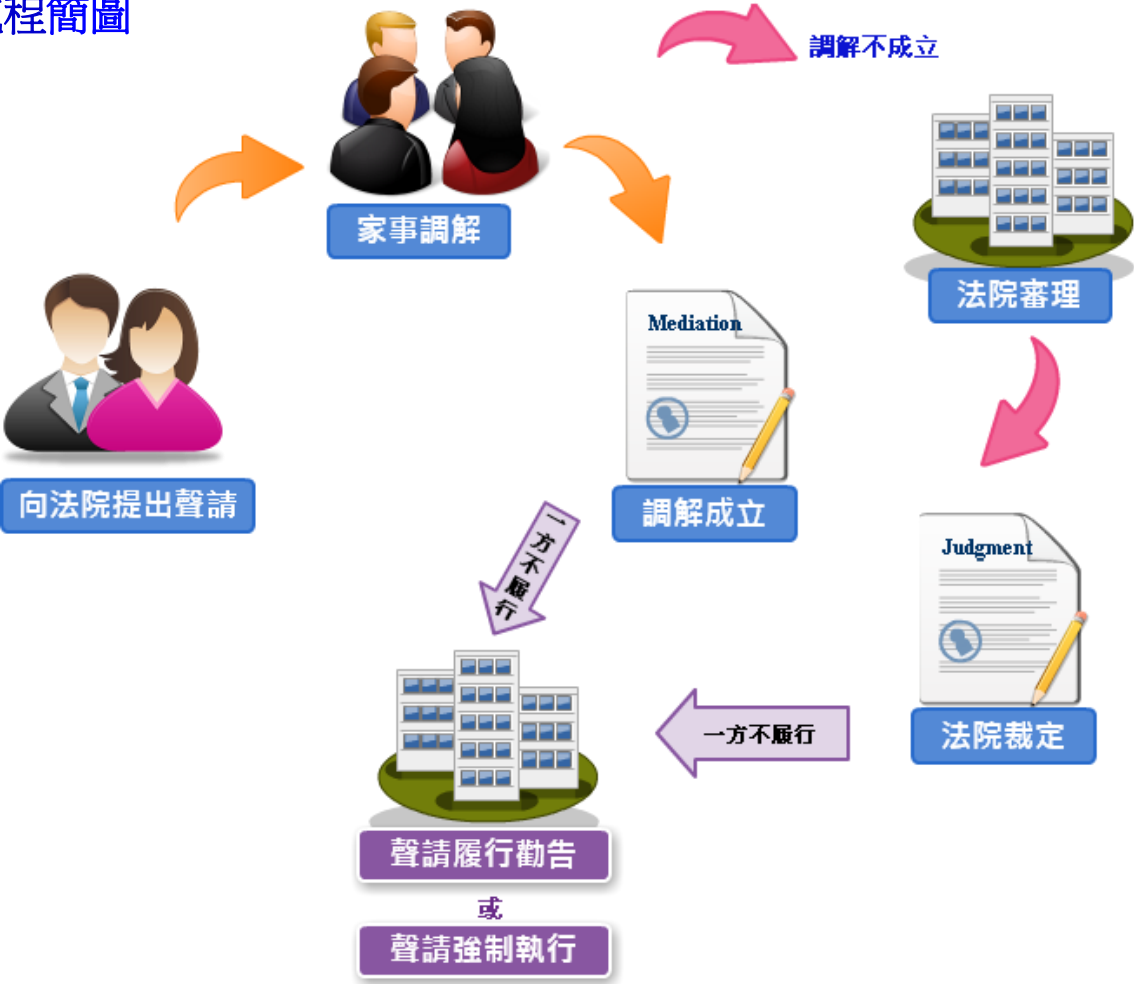 程簡圖
調解不成立
家事調解
法院審理
Mediation
向法院提出聲請
調解成立
一方不履行
Judgment
一方不履行
法院裁定
聲請履行勸告
或
聲請強制執行